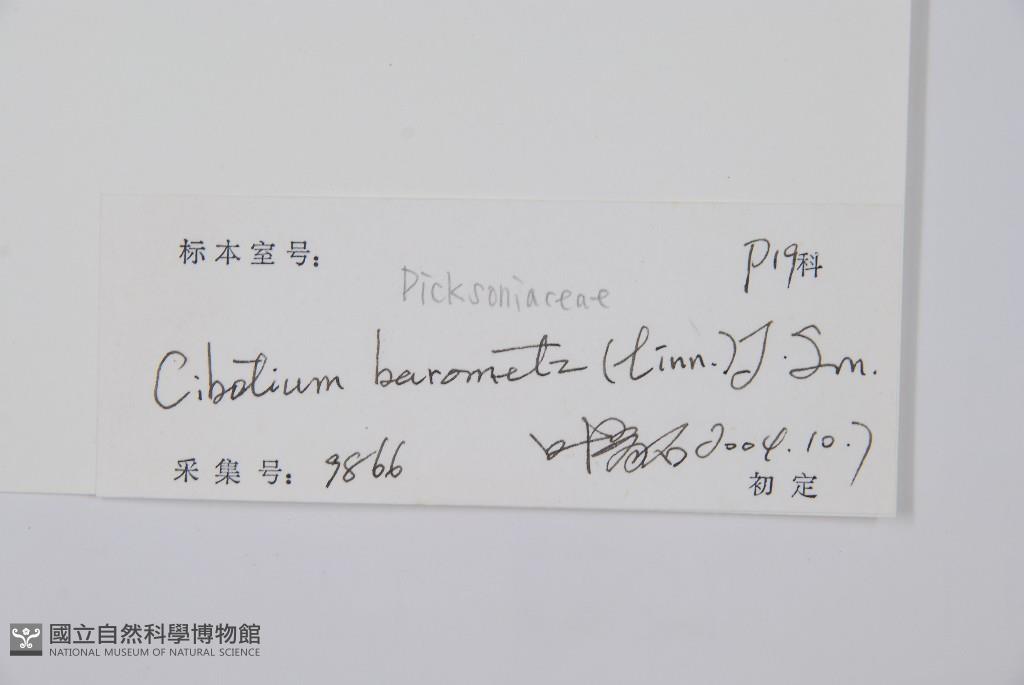 标本室号:
P19科
Dicksoniaceae
Cibotium barometz (Linn.) J. Sm.
叶 2004.10.7
采集号: 9866
初定
國立自然科學博物館
NATIONAL MUSEUM OF NATURAL SCIENCE